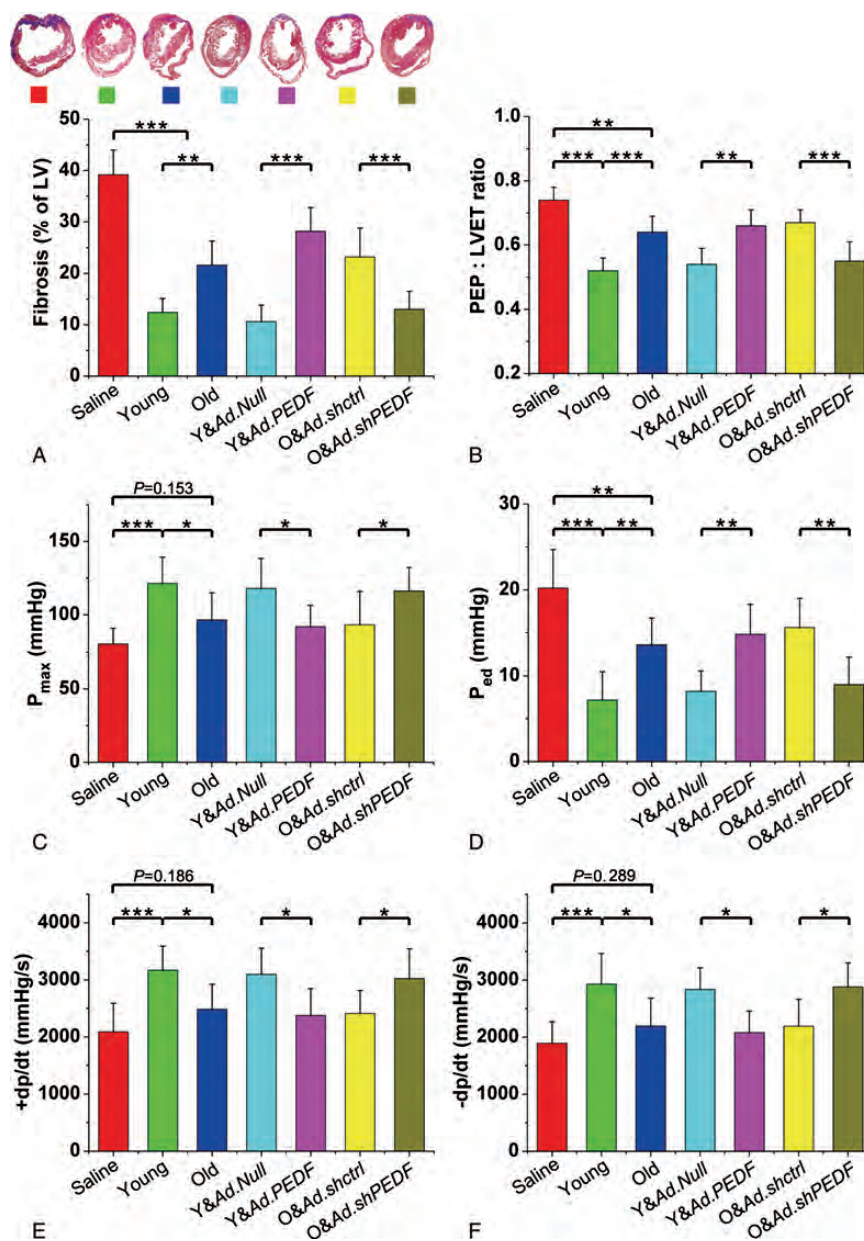 50
40
30
20
10
0
Fibrosis (% of LV)
***
**
***
***
Saline
Young
Old
Y&Ad.Null
Y&Ad.PEDF
O&Ad.shctrl
O&Ad.shPEDF
A
1.0
0.8
0.6
0.4
0.2
PEP : LVET ratio
**
***
***
**
***
Saline
Young
Old
Y&Ad.Null
Y&Ad.PEDF
O&Ad.shctrl
O&Ad.shPEDF
B
150
100
50
0
Pmax (mmHg)
P=0.153
***
*
*
*
Saline
Young
Old
Y&Ad.Null
Y&Ad.PEDF
O&Ad.shctrl
O&Ad.shPEDF
C
30
20
10
0
Ped (mmHg)
**
***
**
**
**
Saline
Young
Old
Y&Ad.Null
Y&Ad.PEDF
O&Ad.shctrl
O&Ad.shPEDF
D
4000
3000
2000
1000
0
+dp/dt (mmHg/s)
P=0.186
***
*
*
*
Saline
Young
Old
Y&Ad.Null
Y&Ad.PEDF
O&Ad.shctrl
O&Ad.shPEDF
E
4000
3000
2000
1000
0
-dp/dt (mmHg/s)
P=0.289
***
*
*
*
Saline
Young
Old
Y&Ad.Null
Y&Ad.PEDF
O&Ad.shctrl
O&Ad.shPEDF
F